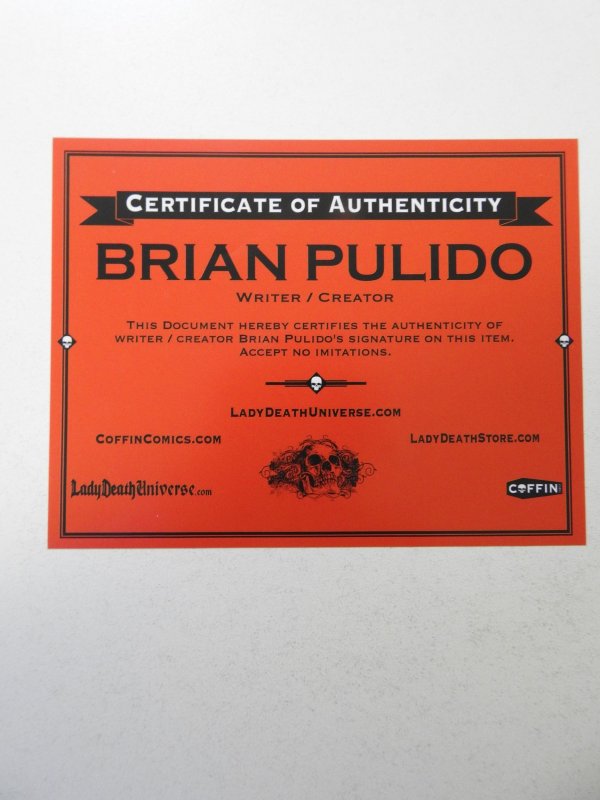 Certificate of Authenticity
BRIAN PULIDO
Writer / Creator
This Document hereby certifies the authenticity of
writer / creator Brian Pulido's signature on this item.
Accept no imitations.
LadyDeathUniverse.com
CoffinComics.com
LadyDeathStore.com
LadyDeathUniverse.com
COFFIN